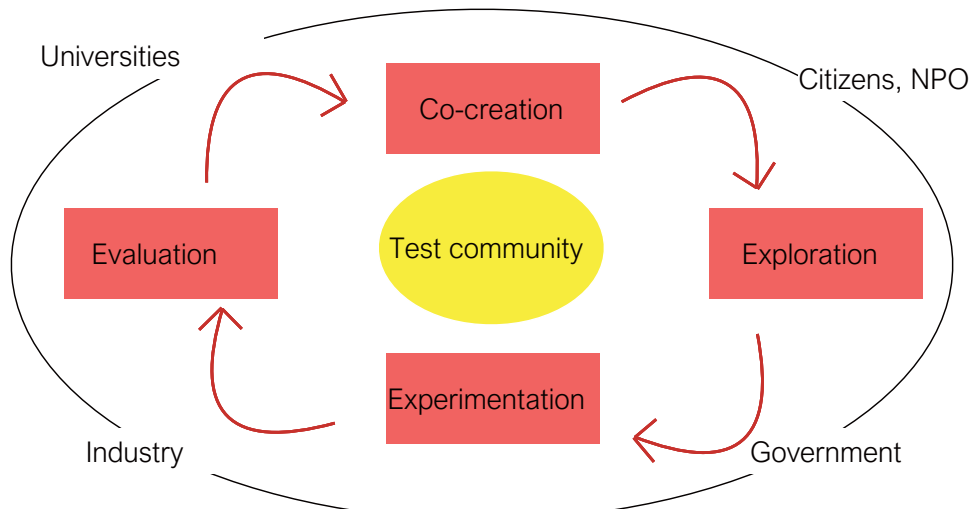 Universities
Citizens, NPO
Co-creation
Evaluation
Test community
Exploration
Experimentation
Industry
Government